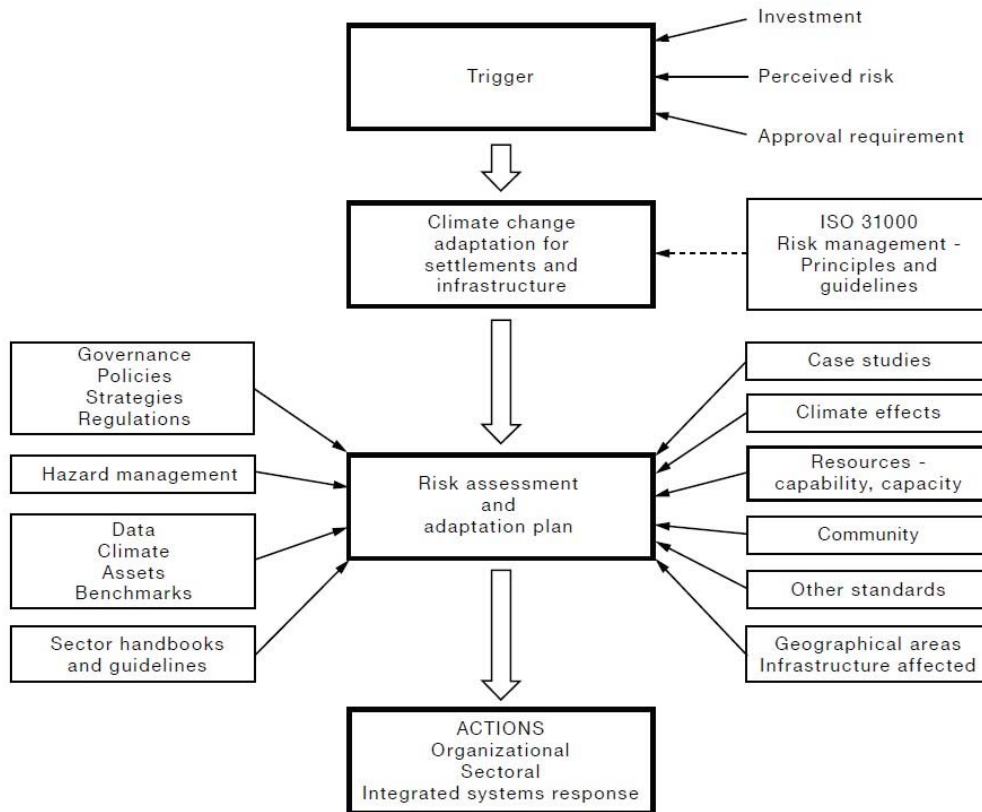 Investment
Trigger
Perceived risk
Approval requirement
Climate change
adaptation for
settlements and
infrastructure
ISO 31000
Risk management -
Principles and
guidelines
Governance
Policies
Strategies
Regulations
Hazard management
Data
Climate
Assets
Benchmarks
Sector handbooks
and guidelines
Risk assessment
and
adaptation plan
Case studies
Climate effects
Resources -
capability, capacity
Community
Other standards
Geographical areas
Infrastructure affected
ACTIONS
Organizational
Sectoral
Integrated systems response